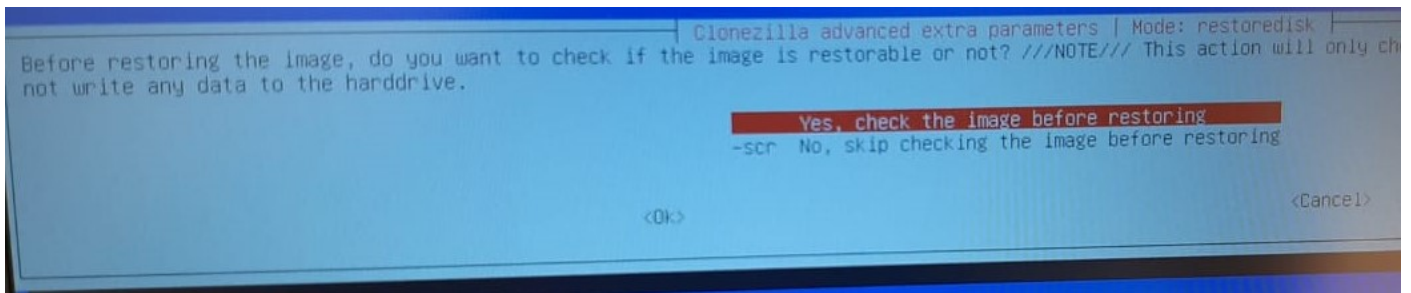 Clonezilla advanced extra parameters | Mode: restoredisk
Before restoring the image, do you want to check if the image is restorable or not? ///NOTE/// This action will only
not write any data to the harddrive.
Yes, check the image before restoring
-scr No, skip checking the image before restoring
<Ok>
<Cancel>